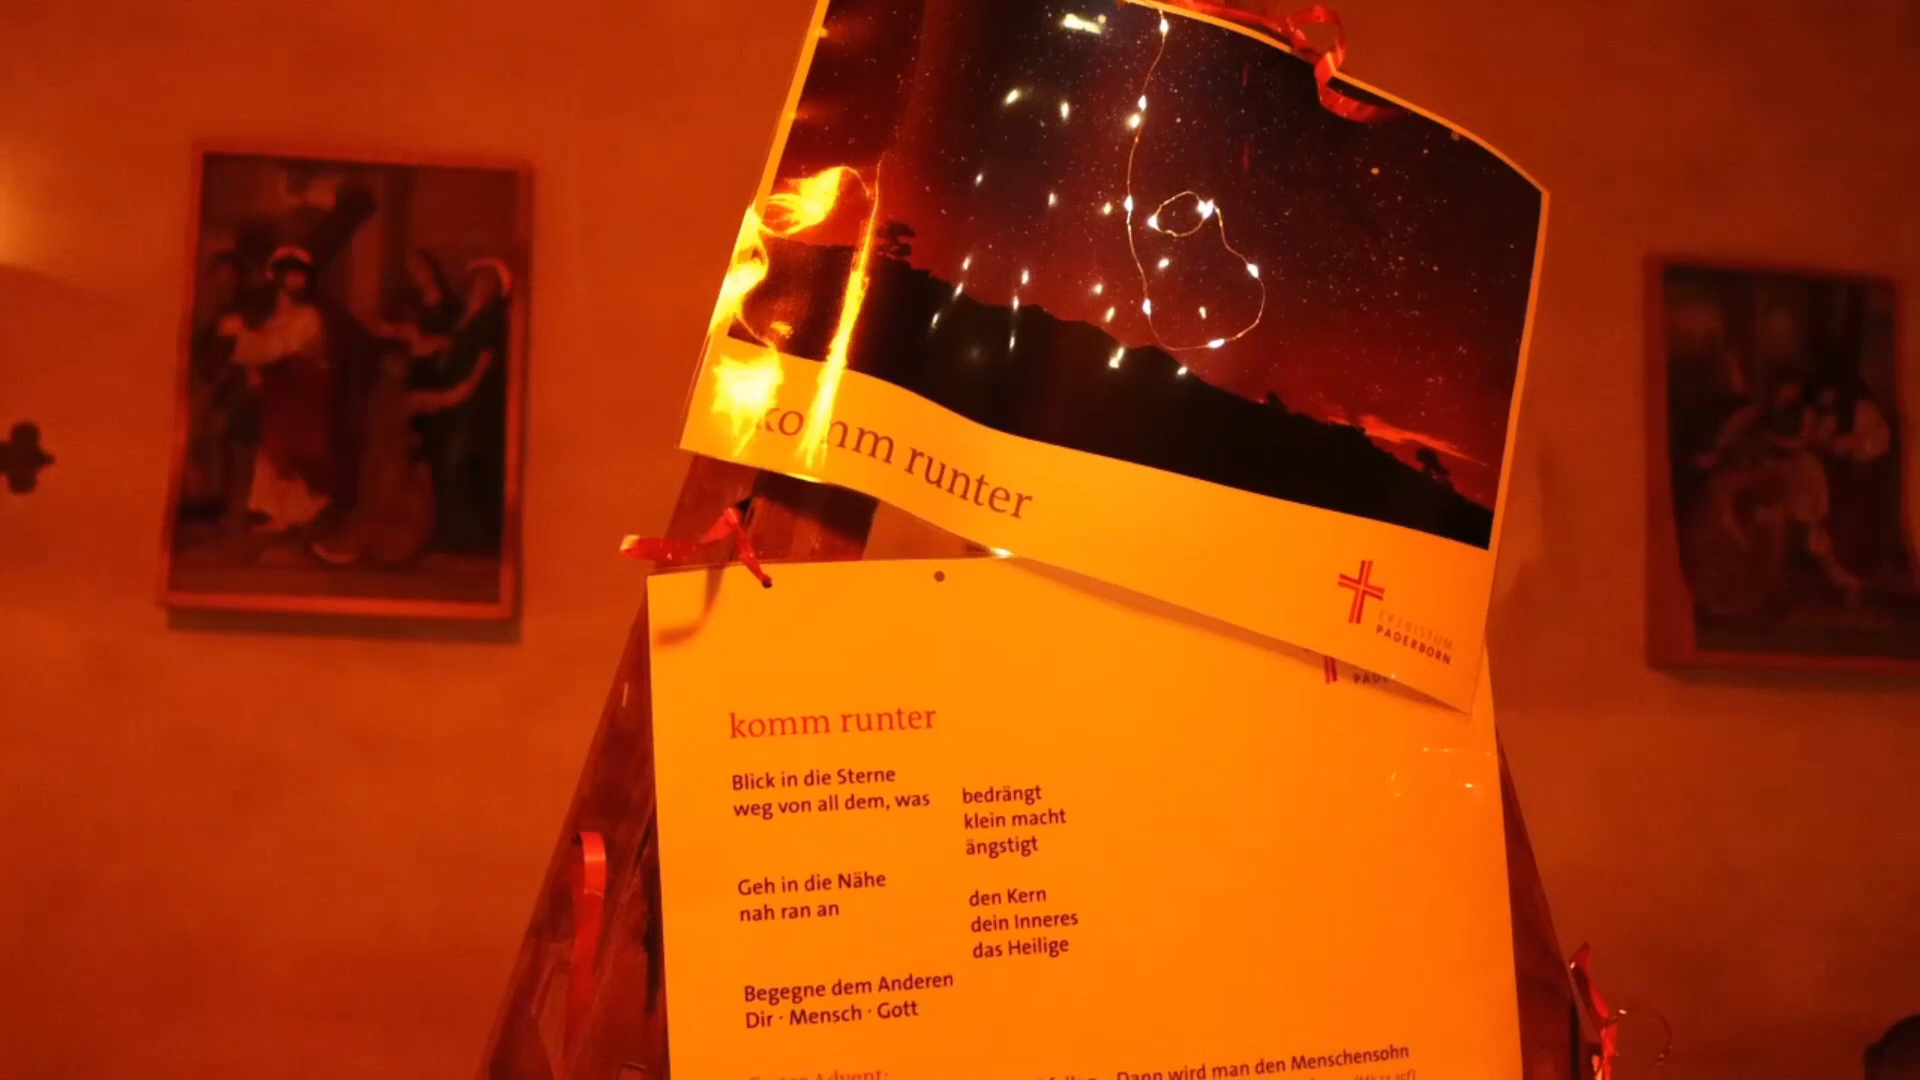 komm runter
ERZBISTUM
PADERBORN
komm runter
Blick in die Sterne
weg von all dem, was bedrängt
klein macht
ängstigt
Geh in die Nähe
nah ran an den Kern
dein Inneres
das Heilige
Begegne dem Anderen
Dir · Mensch · Gott
Advent:
Dann wird man den Menschensohn